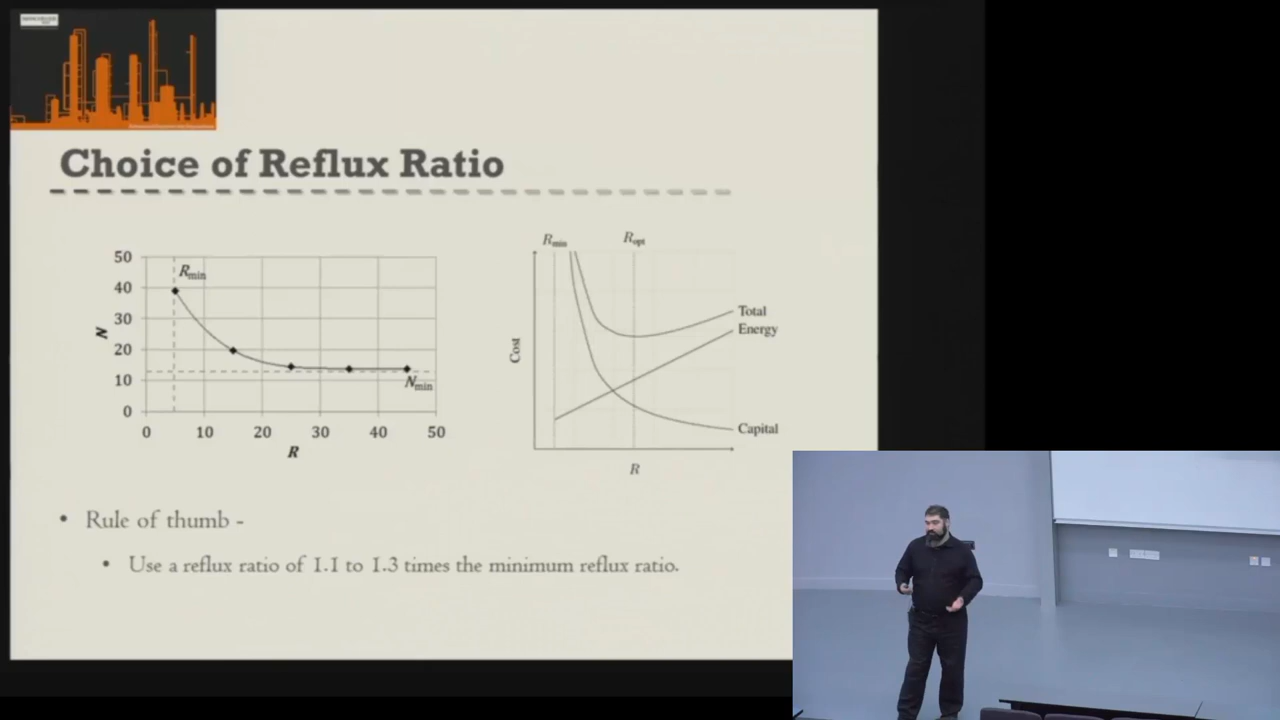 Choice of Reflux Ratio
50
40
30
20
10
0
N
Rmin
Nmin
0 10 20 30 40 50
R
Rmin Ropt
Cost
Total
Energy
Capital
R
• Rule of thumb -
• Use a reflux ratio of 1.1 to 1.3 times the minimum reflux ratio.